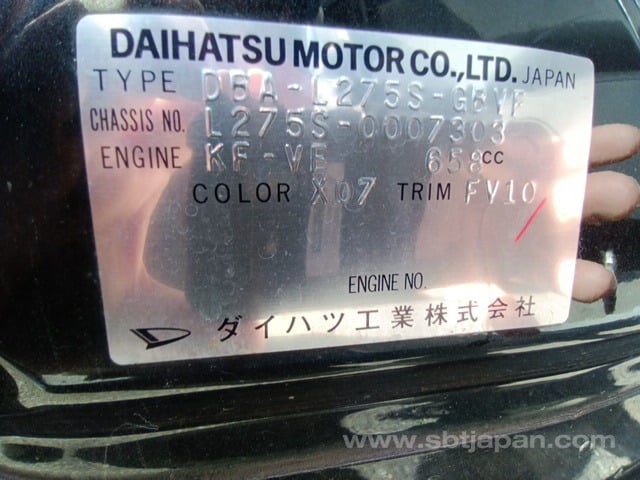 DAIHATSU MOTOR CO.,LTD. JAPAN
TYPE DBA-L275S-GBVF
CHASSIS NO. L275S-0007303
ENGINE KF-VE 658CC
COLOR X07 TRIM FV10
ENGINE NO.
ダイハツ工業株式会社
www.sbtjapan.com